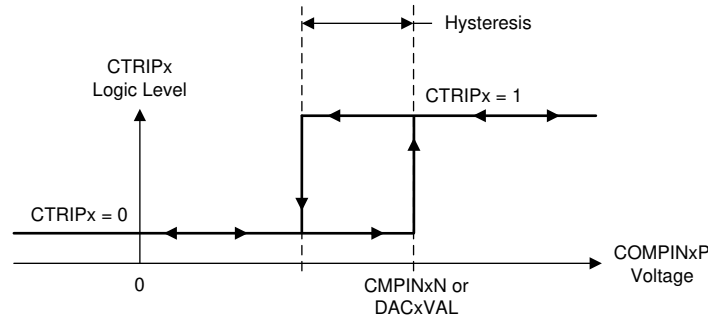 Hysteresis
CTRIPx
Logic Level
CTRIPx = 1
CTRIPx = 0
COMPINxP
Voltage
0
CMPINxN or
DACxVAL